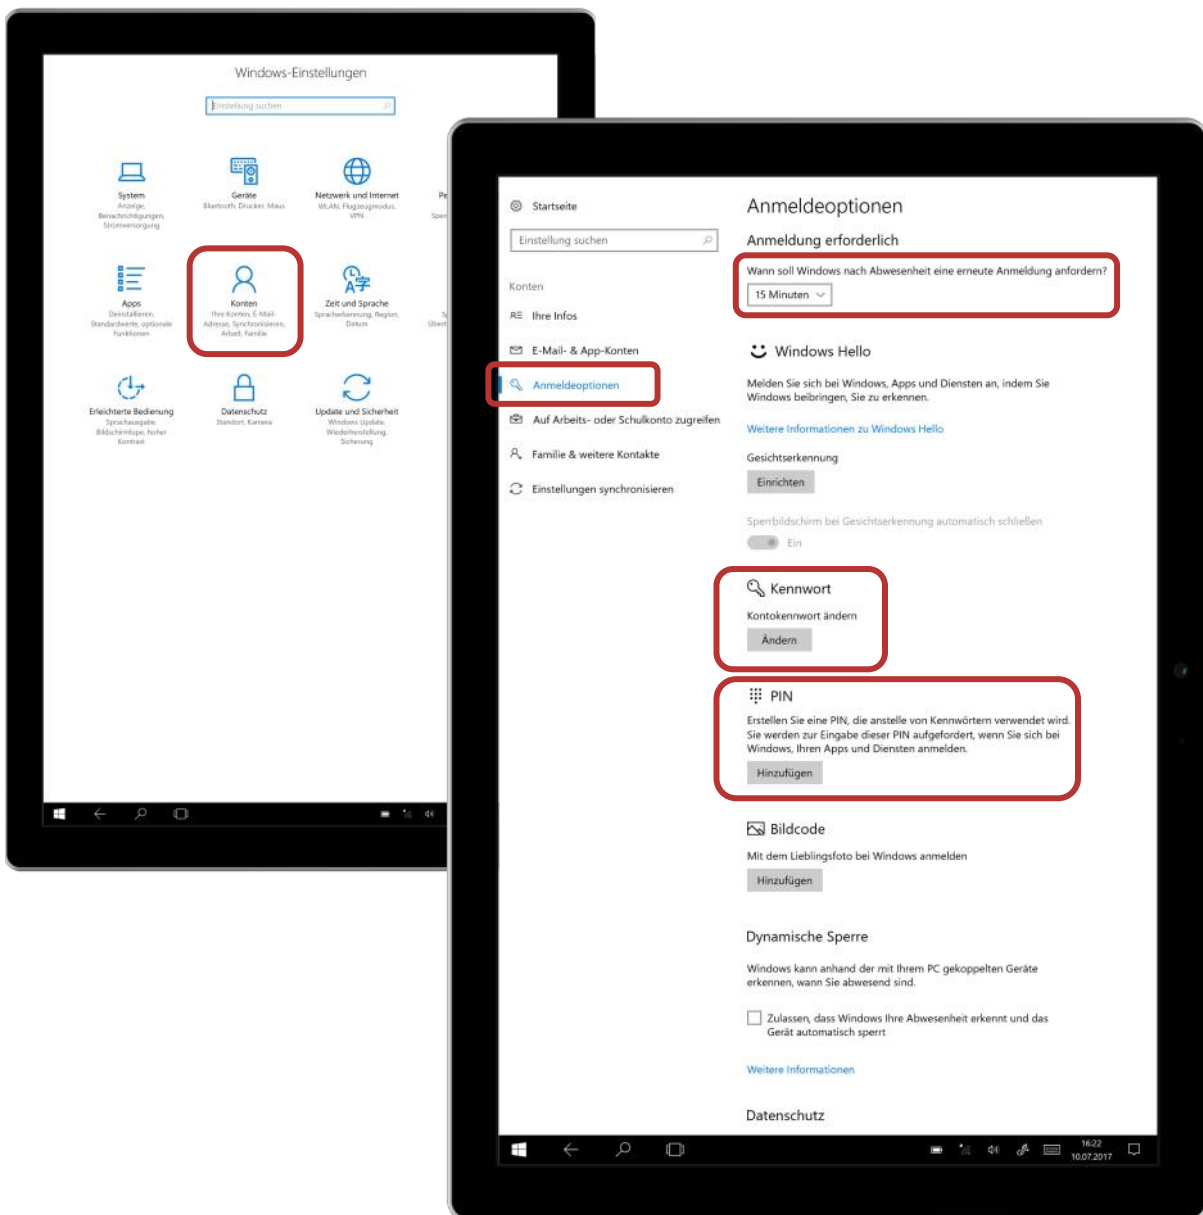 Windows-Einstellungen
Einstellung suchen
System
Anzeige,
Benachrichtigungen,
Stromversorgung
Geräte
Bluetooth, Drucker, Maus
Netzwerk und Internet
WLAN, Flugzeugmodus,
VPN
Apps
Deinstallieren,
Standardwerte, optionale
Funktionen
Konten
Ihre Konten, E-Mail-
Adresse, Synchronisieren,
Arbeit, Familie
Zeit und Sprache
Spracherkennung, Region,
Datum
Erleichterte Bedienung
Sprachausgabe,
Bildschirmlupe, hoher
Kontrast
Datenschutz
Standort, Kamera
Update und Sicherheit
Windows Update,
Wiederherstellung,
Sicherung
Startseite
Einstellung suchen
Konten
Ihre Infos
E-Mail- & App-Konten
Anmeldeoptionen
Auf Arbeits- oder Schulkonto zugreifen
Familie & weitere Kontakte
Einstellungen synchronisieren
Anmeldeoptionen
Anmeldung erforderlich
Wann soll Windows nach Abwesenheit eine erneute Anmeldung anfordern?
15 Minuten
Windows Hello
Melden Sie sich bei Windows, Apps und Diensten an, indem Sie
Windows beibringen, Sie zu erkennen.
Weitere Informationen zu Windows Hello
Gesichtserkennung
Einrichten
Sperrbildschirm bei Gesichtserkennung automatisch schließen
Ein
Kennwort
Kontokennwort ändern
Ändern
PIN
Erstellen Sie eine PIN, die anstelle von Kennwörtern verwendet wird.
Sie werden zur Eingabe dieser PIN aufgefordert, wenn Sie sich bei
Windows, Ihren Apps und Diensten anmelden.
Hinzufügen
Bildcode
Mit dem Lieblingsfoto bei Windows anmelden
Hinzufügen
Dynamische Sperre
Windows kann anhand der mit Ihrem PC gekoppelten Geräte
erkennen, wann Sie abwesend sind.
Zulassen, dass Windows Ihre Abwesenheit erkennt und das
Gerät automatisch sperrt
Weitere Informationen
Datenschutz
16:22
10.07.2017